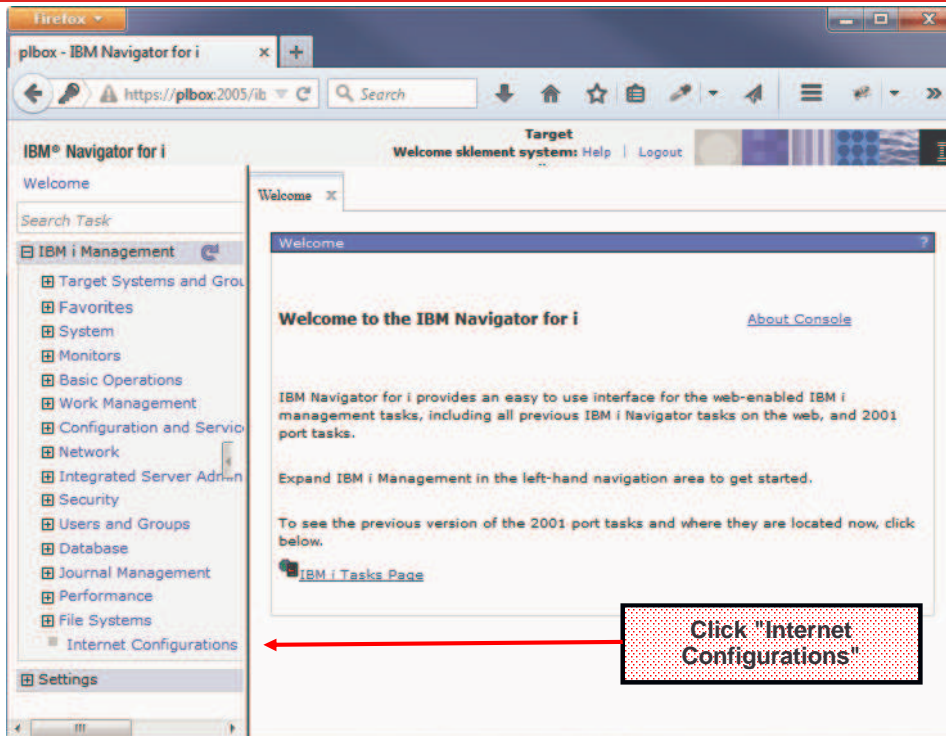 Firefox
plbox - IBM Navigator for i
https://plbox:2005/ib
Search
IBM® Navigator for i
Target
Welcome sklement system: Help | Logout
Welcome
Search Task
IBM i Management
Target Systems and Grou
Favorites
System
Monitors
Basic Operations
Work Management
Configuration and Servic
Network
Integrated Server Adm
Security
Users and Groups
Database
Journal Management
Performance
File Systems
Internet Configurations
Settings
Welcome x
Welcome ?
Welcome to the IBM Navigator for i
About Console
IBM Navigator for i provides an easy to use interface for the web-enabled IBM i
management tasks, including all previous IBM i Navigator tasks on the web, and 2001
port tasks.
Expand IBM i Management in the left-hand navigation area to get started.
To see the previous version of the 2001 port tasks and where they are located now, click
below.
IBM i Tasks Page
Click "Internet
Configurations"